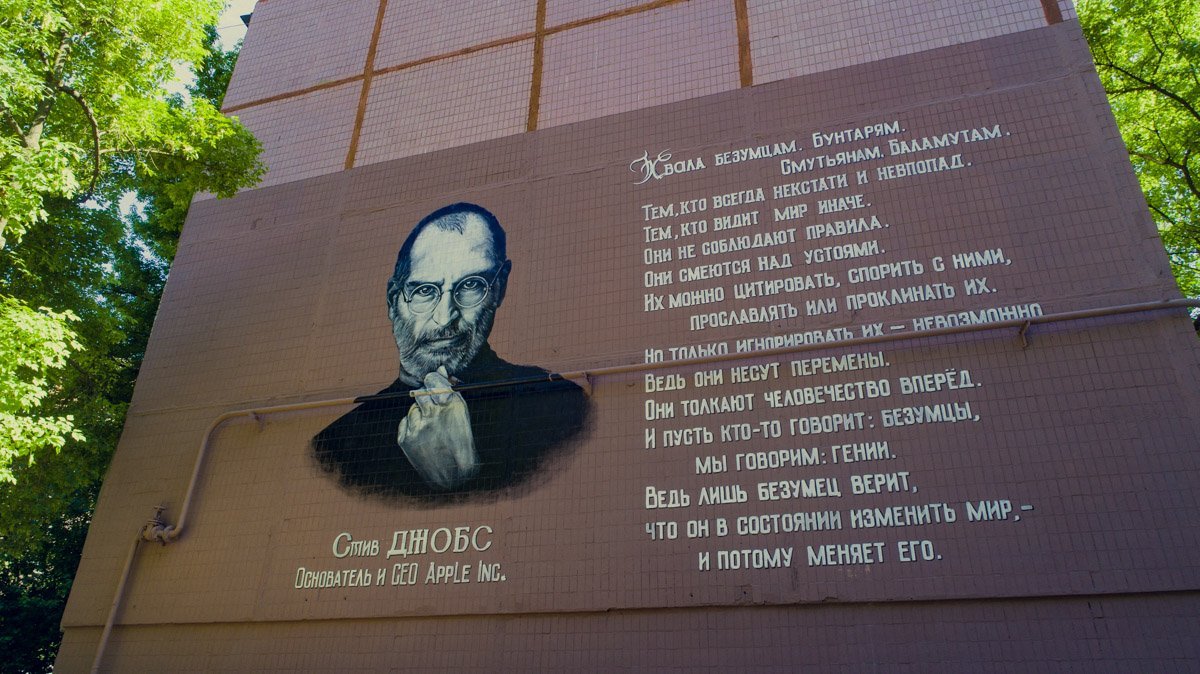 Хвала безумцам. Бунтарям.
Смутьянам. Баламутам.
Тем, кто всегда некстати и невпопад.
Тем, кто видит мир иначе.
Они не соблюдают правила.
Они смеются над устоями.
Их можно цитировать, спорить с ними,
прославлять или проклинать их.
Но только игнорировать их – невозможно
Ведь они несут перемены.
Они толкают человечество вперёд.
И пусть кто-то говорит: безумцы,
мы говорим: гении.
Ведь лишь безумец верит,
что он в состоянии изменить мир,-
и потому меняет его.
Стив ДЖОБС
Основатель и CEO Apple Inc.